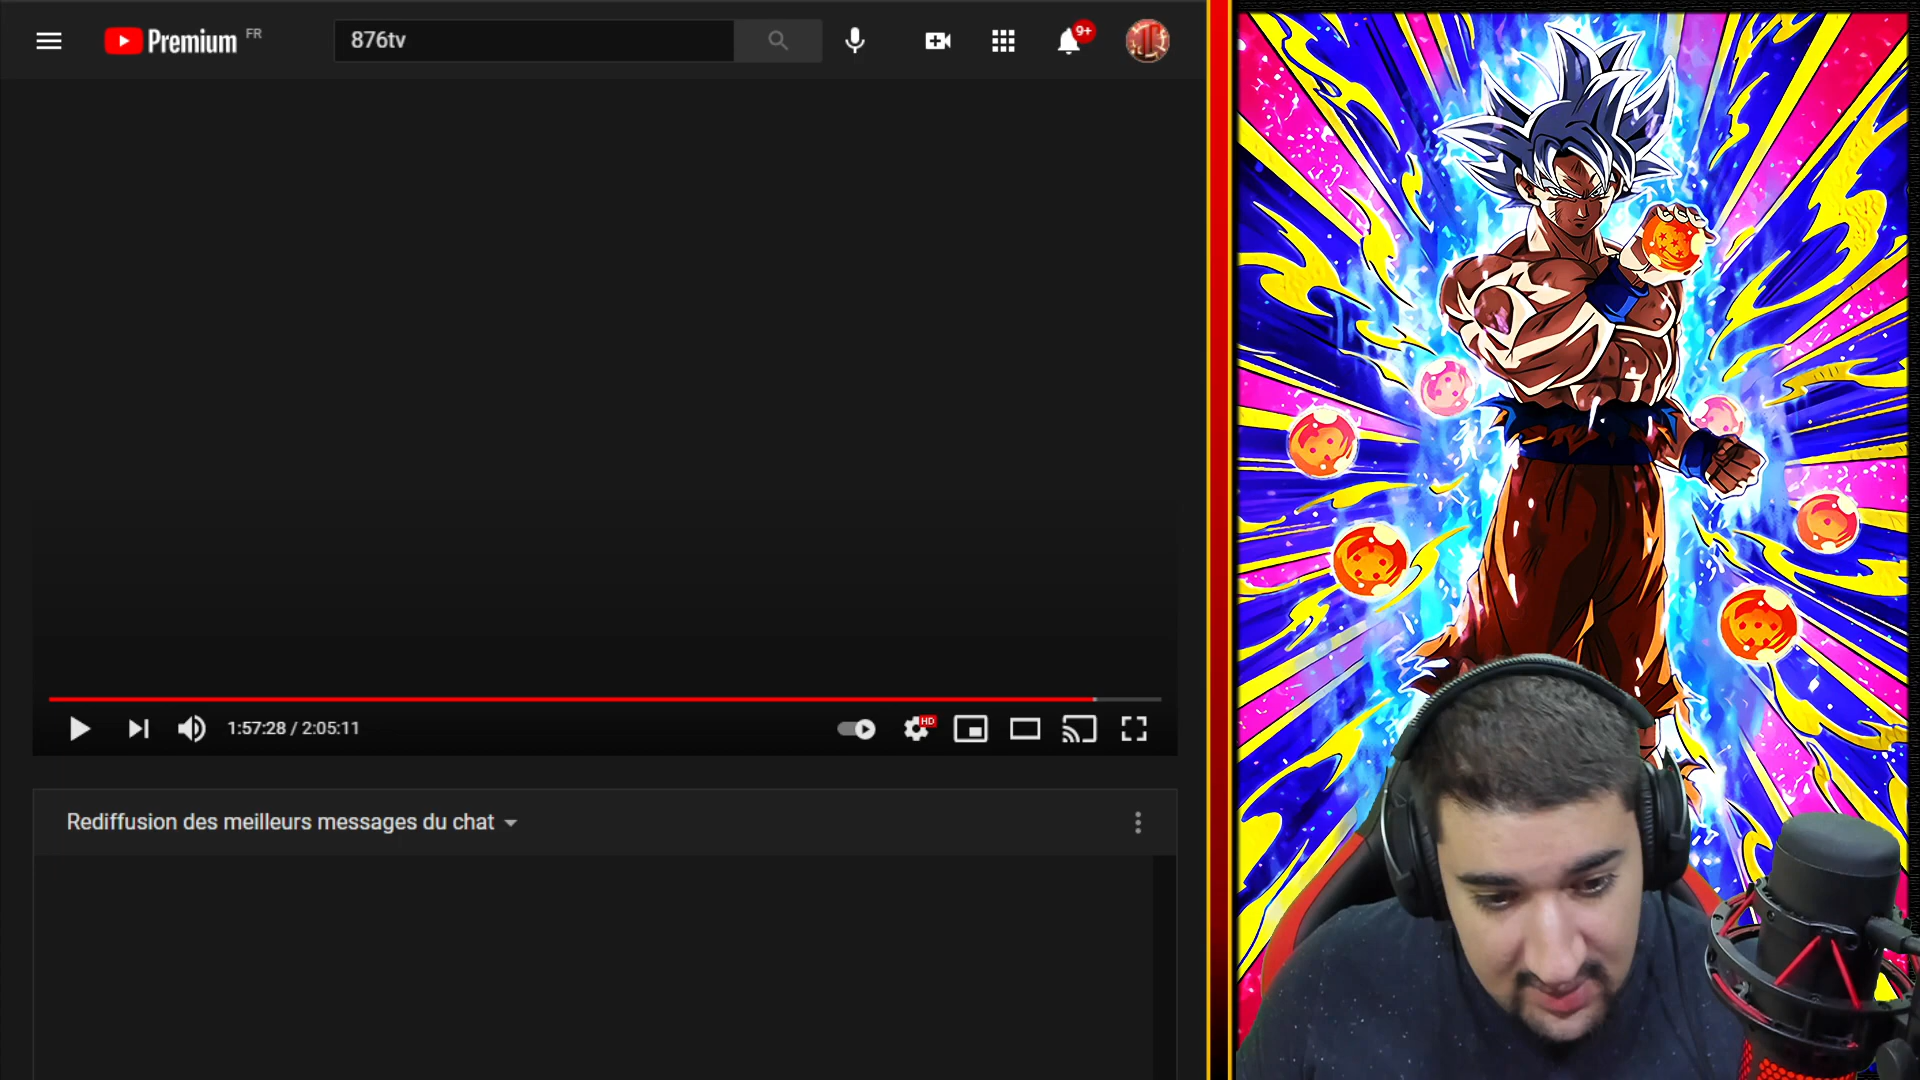 Premium FR
876tv
9+
HD
1:57:28 / 2:05:11
Rediffusion des meilleurs messages du chat